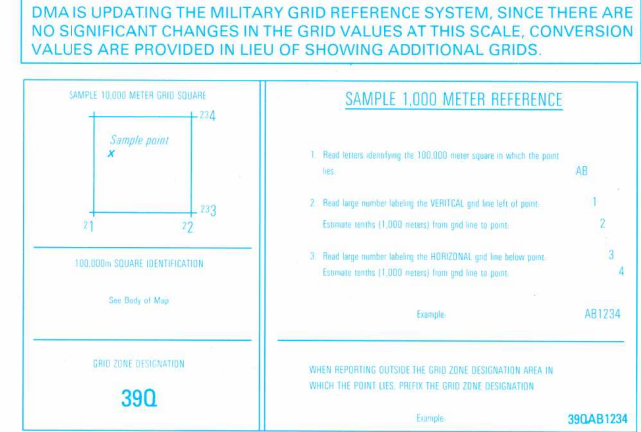 DMA IS UPDATING THE MILITARY GRID REFERENCE SYSTEM, SINCE THERE ARE
NO SIGNIFICANT CHANGES IN THE GRID VALUES AT THIS SCALE, CONVERSION
VALUES ARE PROVIDED IN LIEU OF SHOWING ADDITIONAL GRIDS.
SAMPLE 10,000 METER GRID SQUARE
234
Sample point
x
233
21
22
100,000m SQUARE IDENTIFICATION
See Body of Map
GRID ZONE DESIGNATION
39Q
SAMPLE 1,000 METER REFERENCE
1. Read letters identifying the 100,000 meter square in which the point
lies.
AB
2. Read large number labeling the VERITCAL grid line left of point.
1
Estimate tenths (1,000 meters) from grid line to point.
2
3. Read large number labeling the HORIZONAL grid line below point.
3
Estimate tenths (1,000 meters) from grid line to point.
4
Example:
AB1234
WHEN REPORTING OUTSIDE THE GRID ZONE DESIGNATION AREA IN
WHICH THE POINT LIES, PREFIX THE GRID ZONE DESIGNATION
Example:
39QAB1234